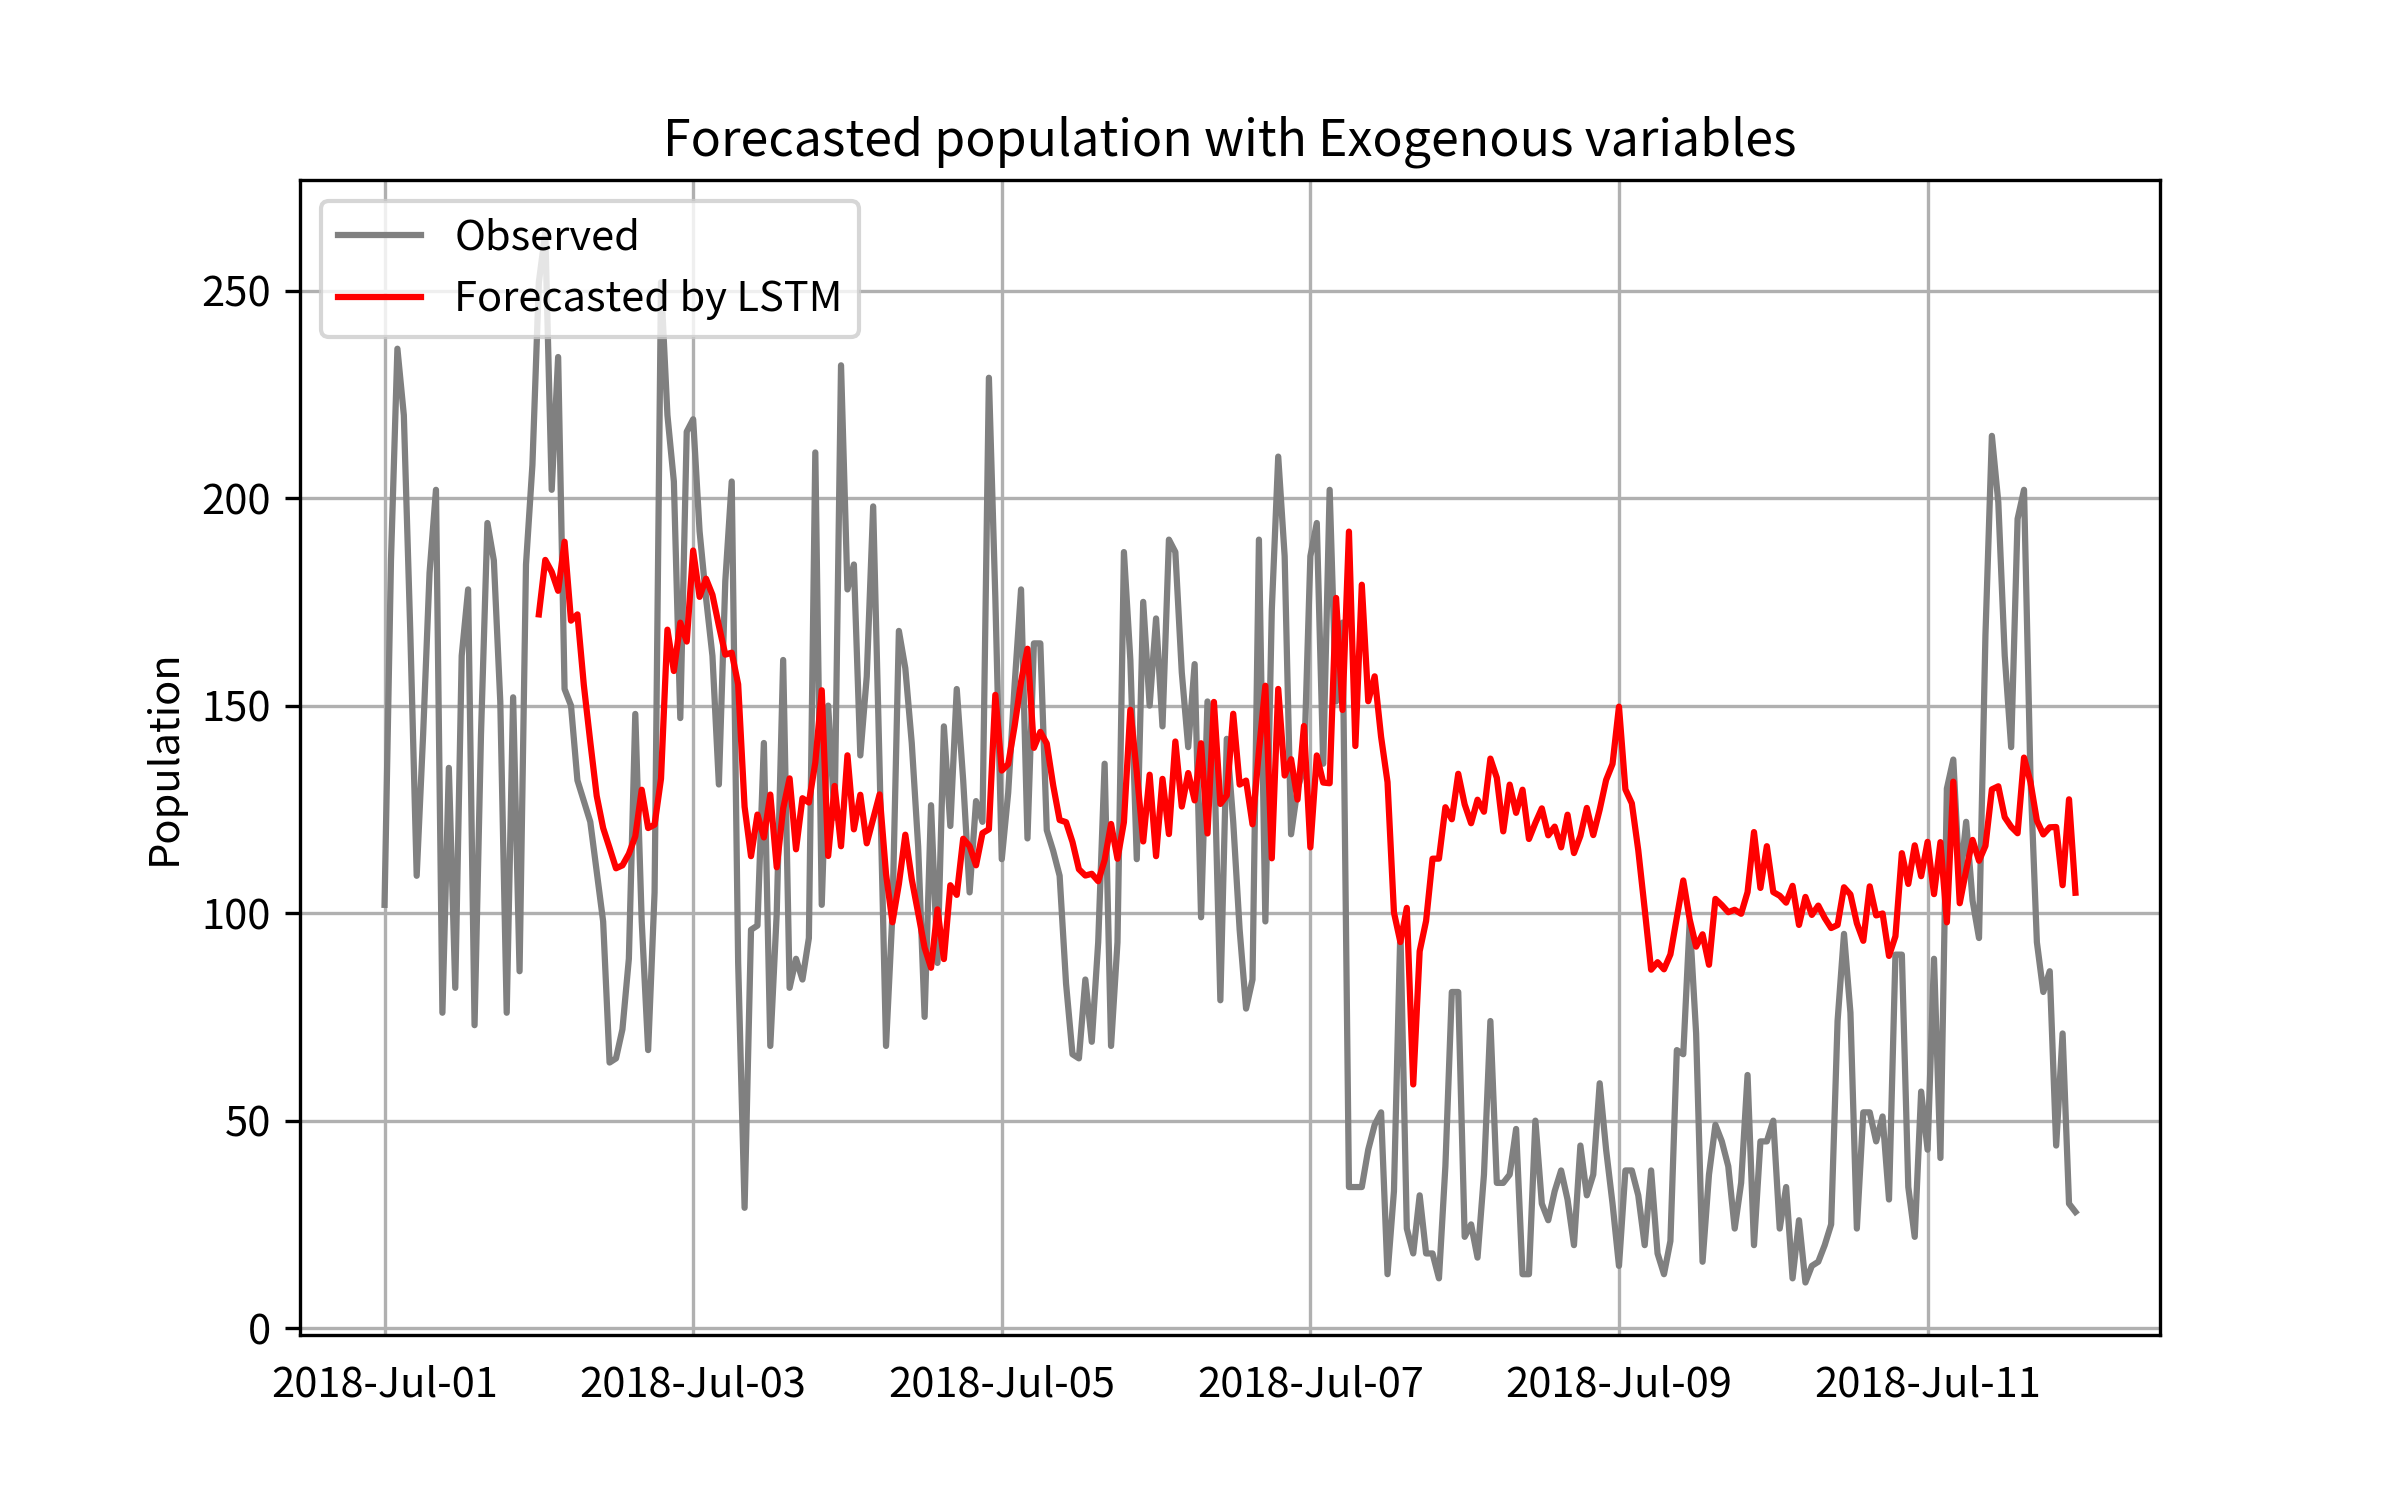 Forecasted population with Exogenous variables
Observed
Forecasted by LSTM
Population
250
200
150
100
50
0
2018-Jul-01 2018-Jul-03 2018-Jul-05 2018-Jul-07 2018-Jul-09 2018-Jul-11